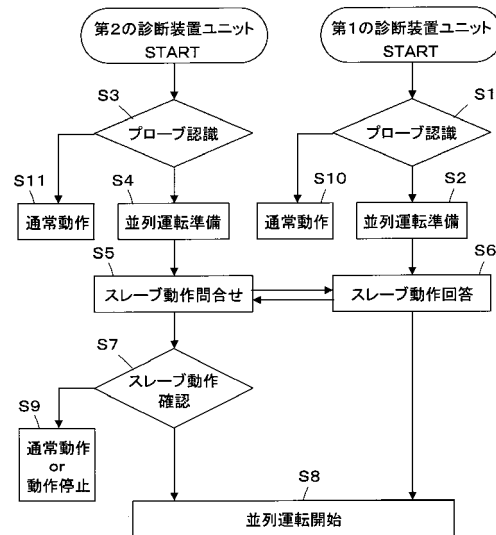 第2の診断装置ユニット
START
第1の診断装置ユニット
START
S3
プローブ認識
S1
プローブ認識
S11
通常動作
S4
並列運転準備
S10
通常動作
S2
並列運転準備
S5
スレーブ動作問合せ
S6
スレーブ動作回答
S7
スレーブ動作
確認
S9
通常動作
or
動作停止
S8
並列運転開始